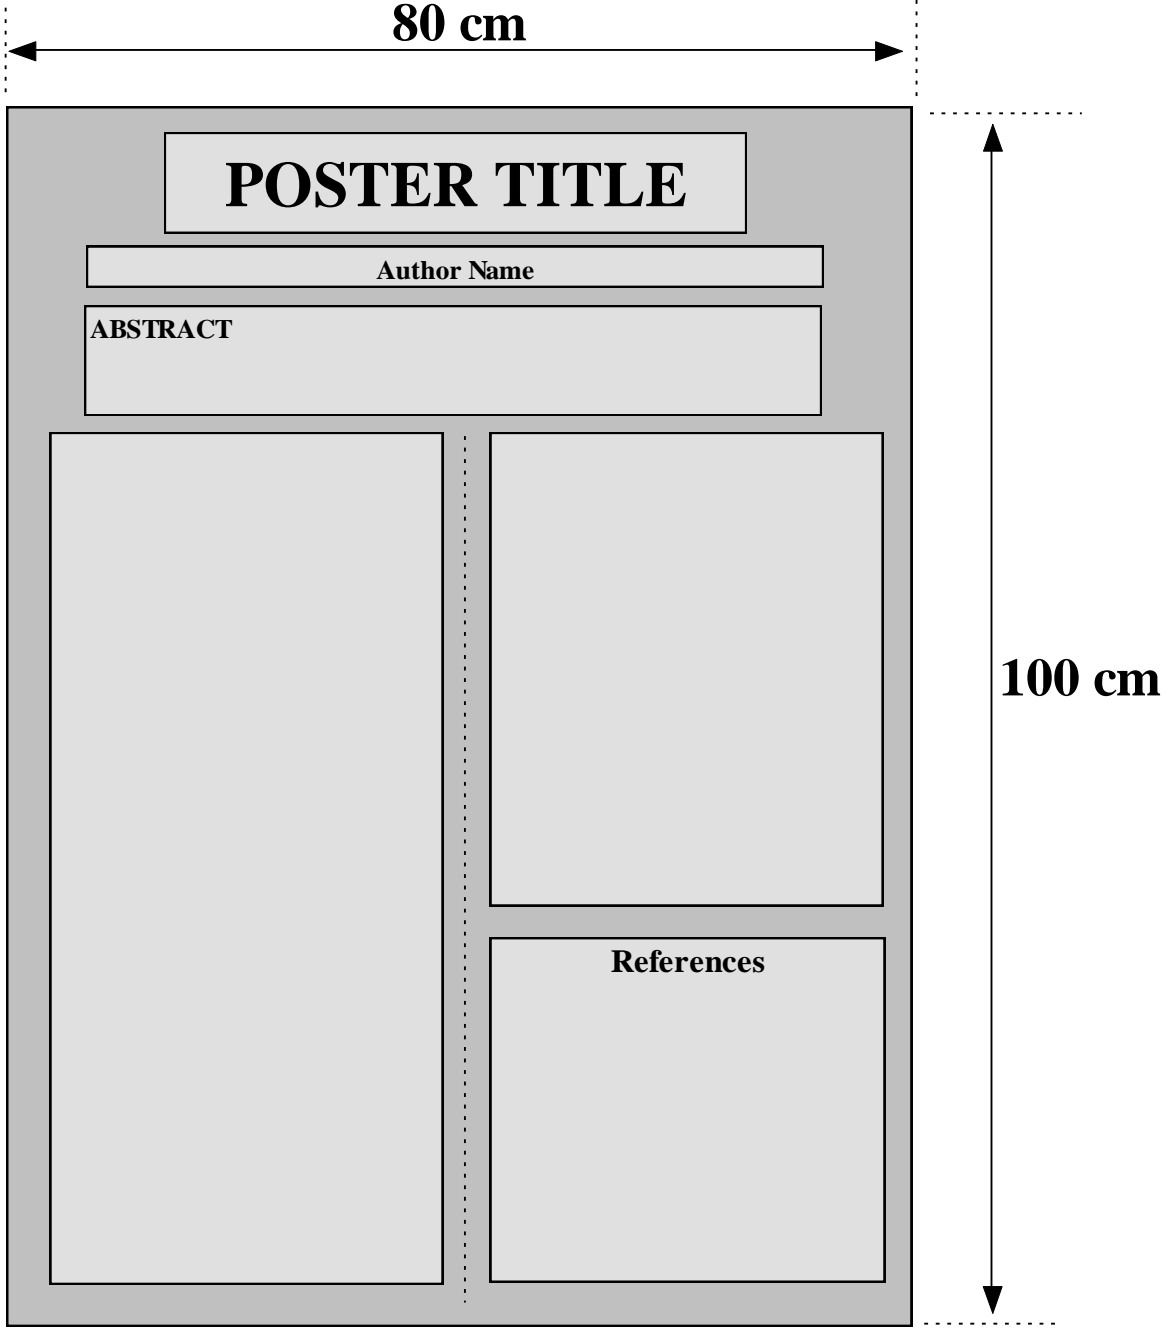 80 cm
POSTER TITLE
Author Name
ABSTRACT
100 cm
References